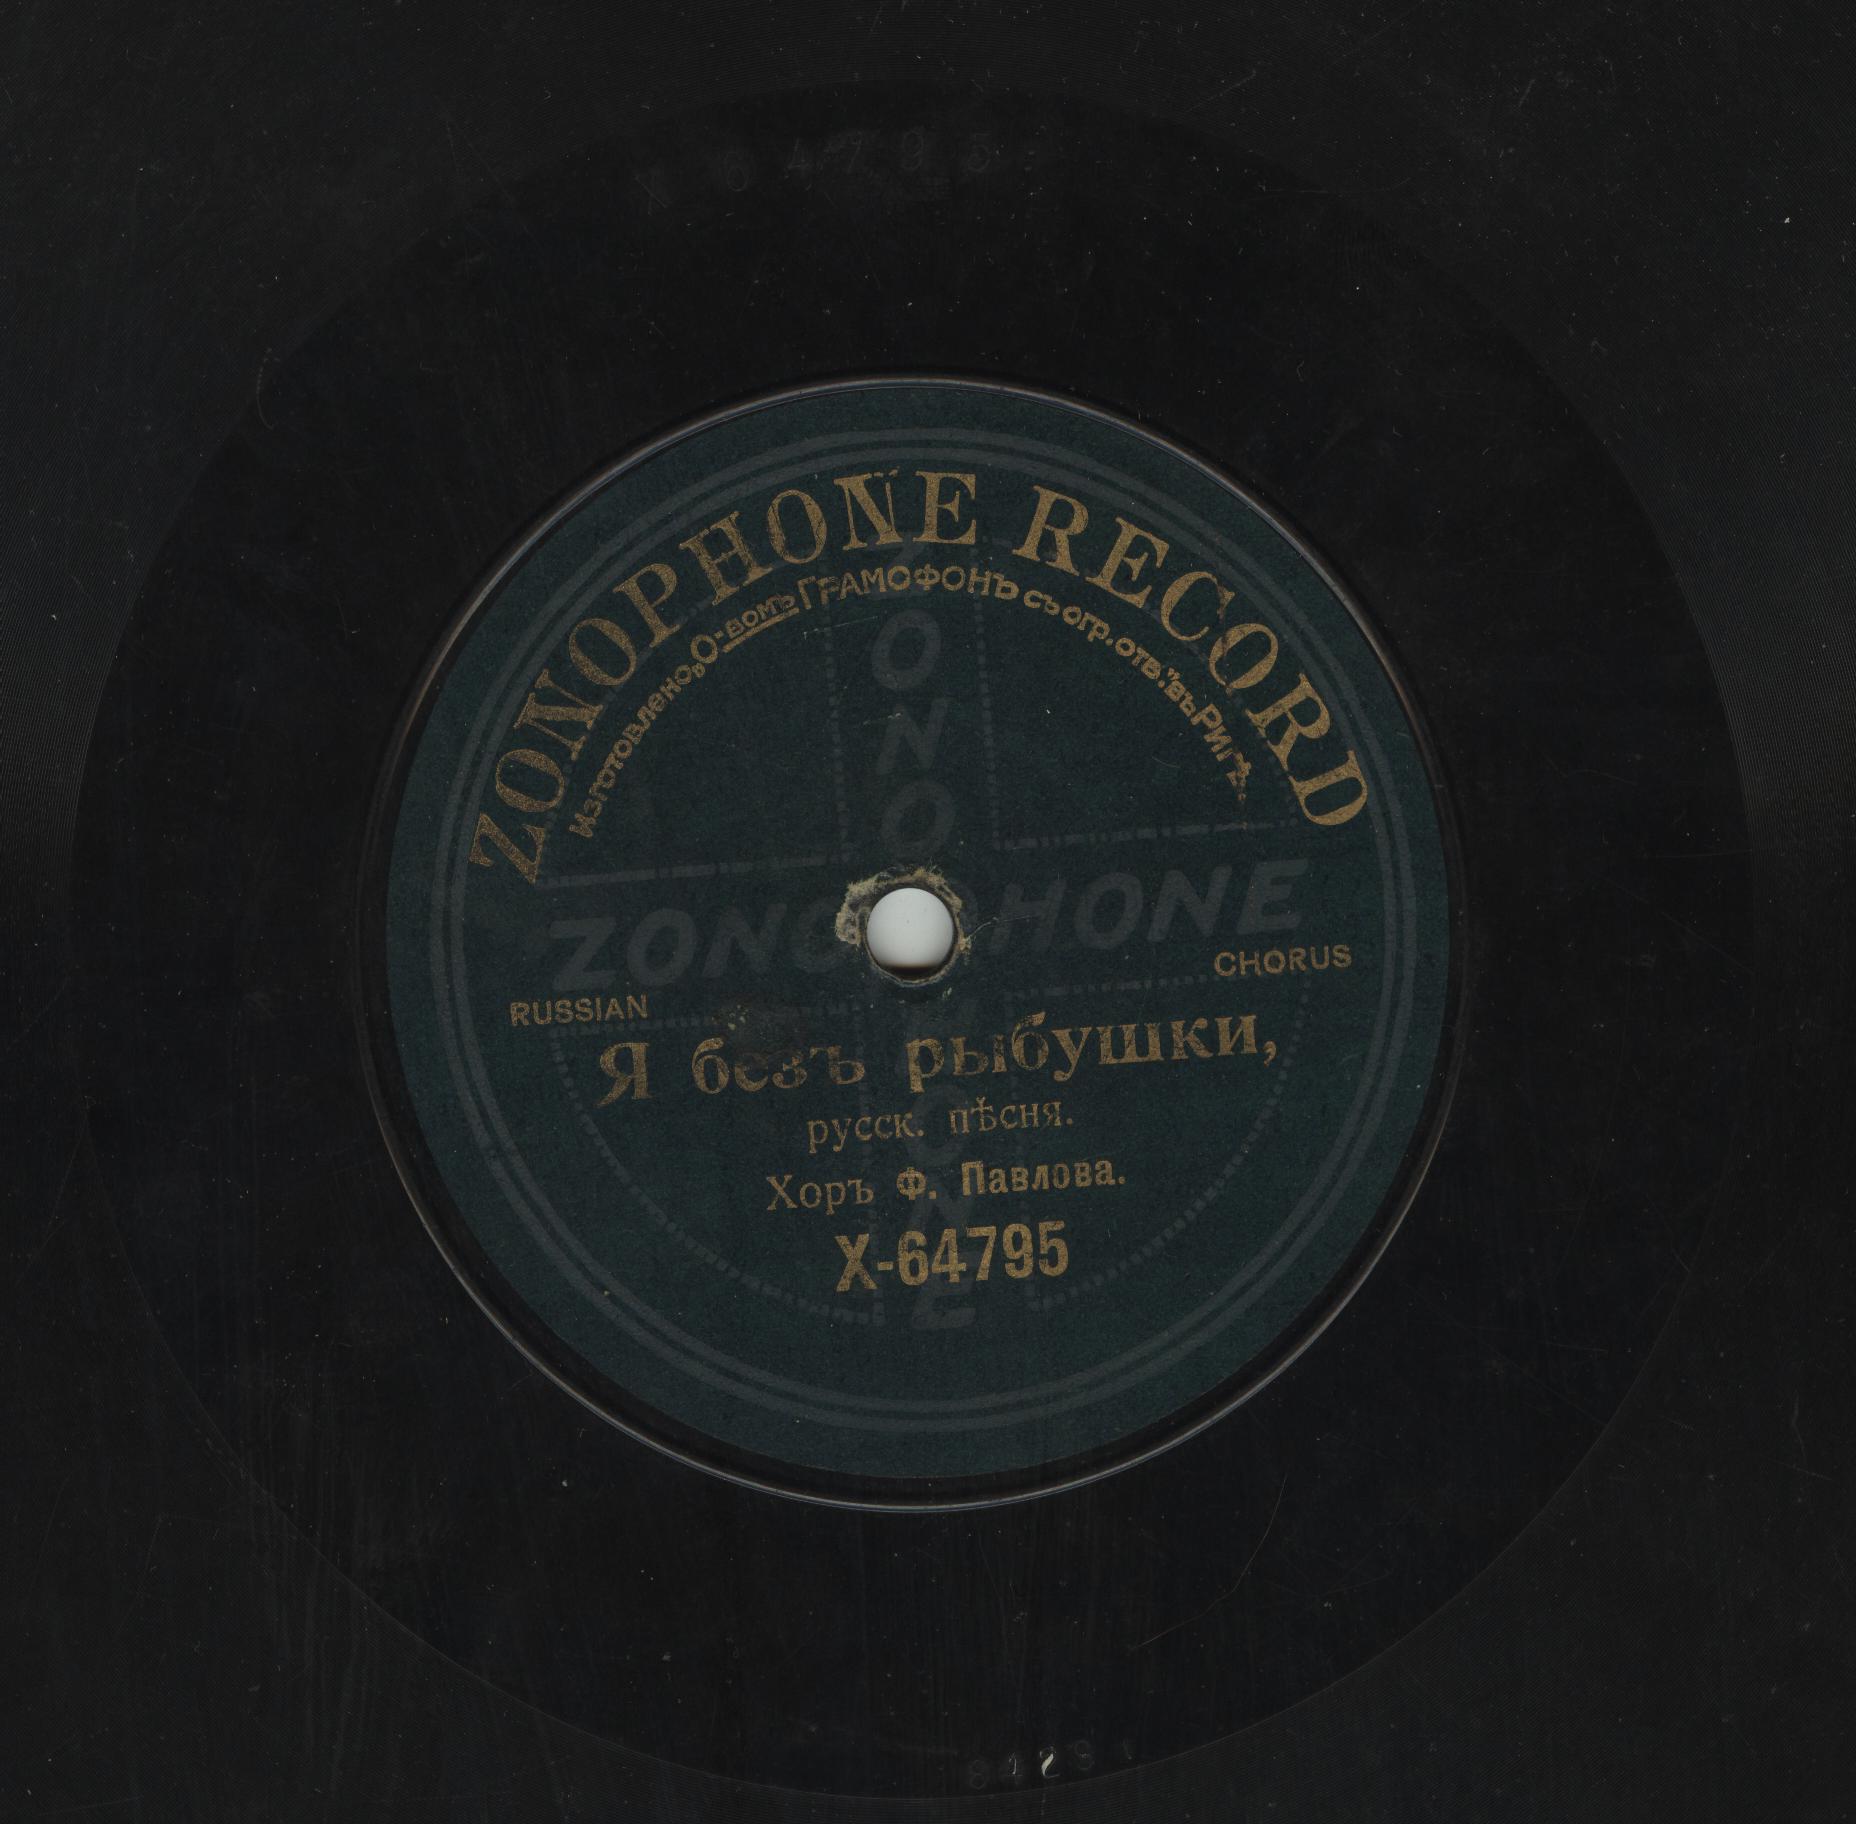 X 64795
ZONOPHONE RECORD
Изготовлено „О-вомъ ГРАМОФОНЪ съ огр. отв." въ Ригѣ.
ZONOPHONE
ZONOPHONE
RUSSIAN
CHORUS
Я безъ рыбушки,
русск. пѣсня.
Хоръ Ф. Павлова.
X-64795